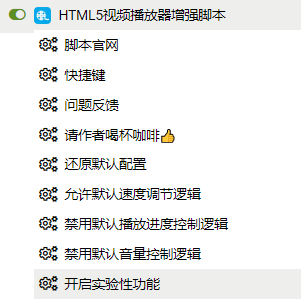 HTML5视频播放器增强脚本
脚本官网
快捷键
问题反馈
请作者喝杯咖啡👍
还原默认配置
允许默认速度调节逻辑
禁用默认播放进度控制逻辑
禁用默认音量控制逻辑
开启实验性功能